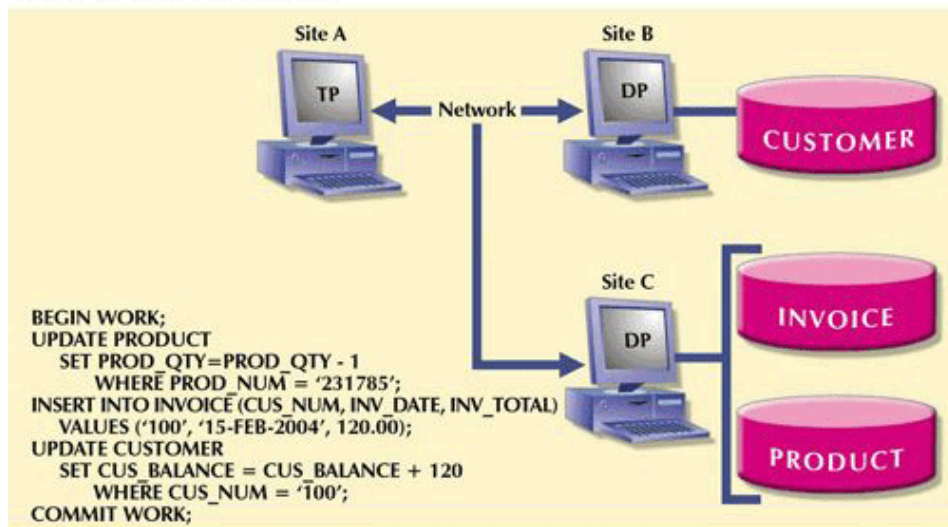 Site A
Site B
TP
Network
DP
CUSTOMER
Site C
DP
INVOICE
PRODUCT
BEGIN WORK;
UPDATE PRODUCT
SET PROD_QTY=PROD_QTY - 1
WHERE PROD_NUM = ‘231785’;
INSERT INTO INVOICE (CUS_NUM, INV_DATE, INV_TOTAL)
VALUES (‘100’, ‘15-FEB-2004’, 120.00);
UPDATE CUSTOMER
SET CUS_BALANCE = CUS_BALANCE + 120
WHERE CUS_NUM = ‘100’;
COMMIT WORK;